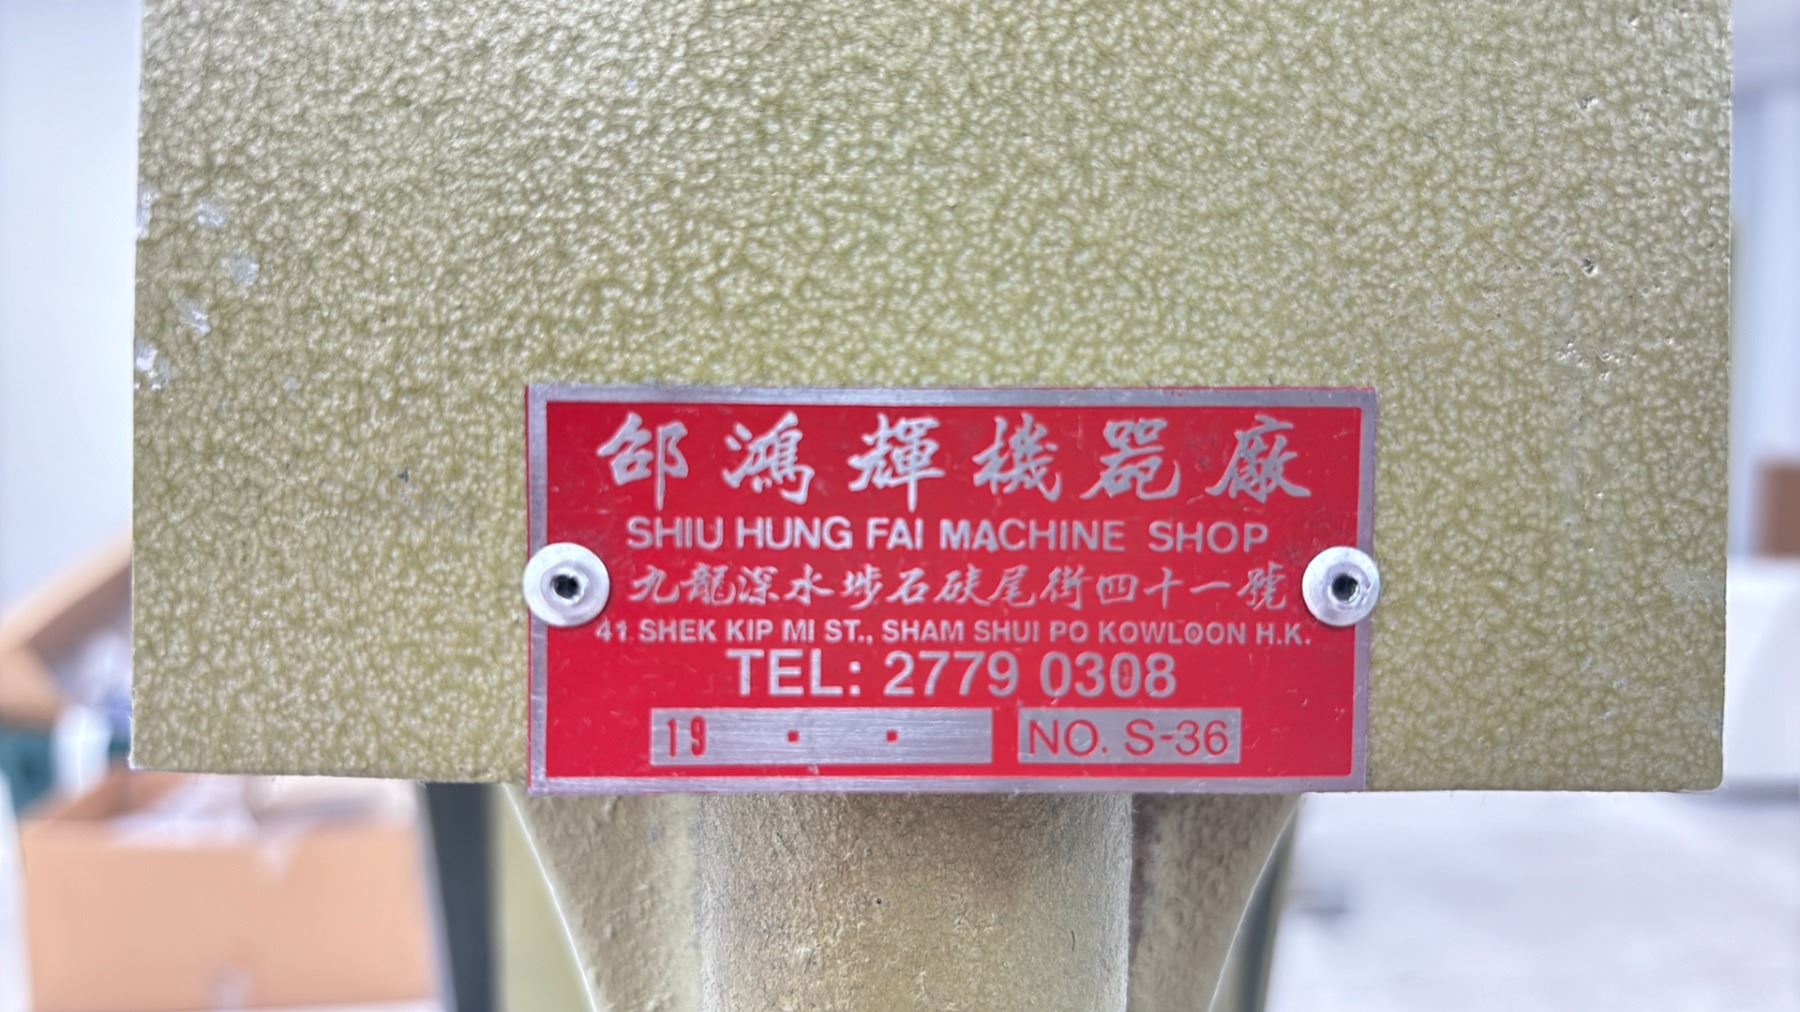 邵鴻輝機器廠
SHIU HUNG FAI MACHINE SHOP
九龍深水埗石硤尾街四十一號
41 SHEK KIP MI ST., SHAM SHUI PO KOWLOON H.K.
TEL: 2779 0308
19 . . NO. S-36